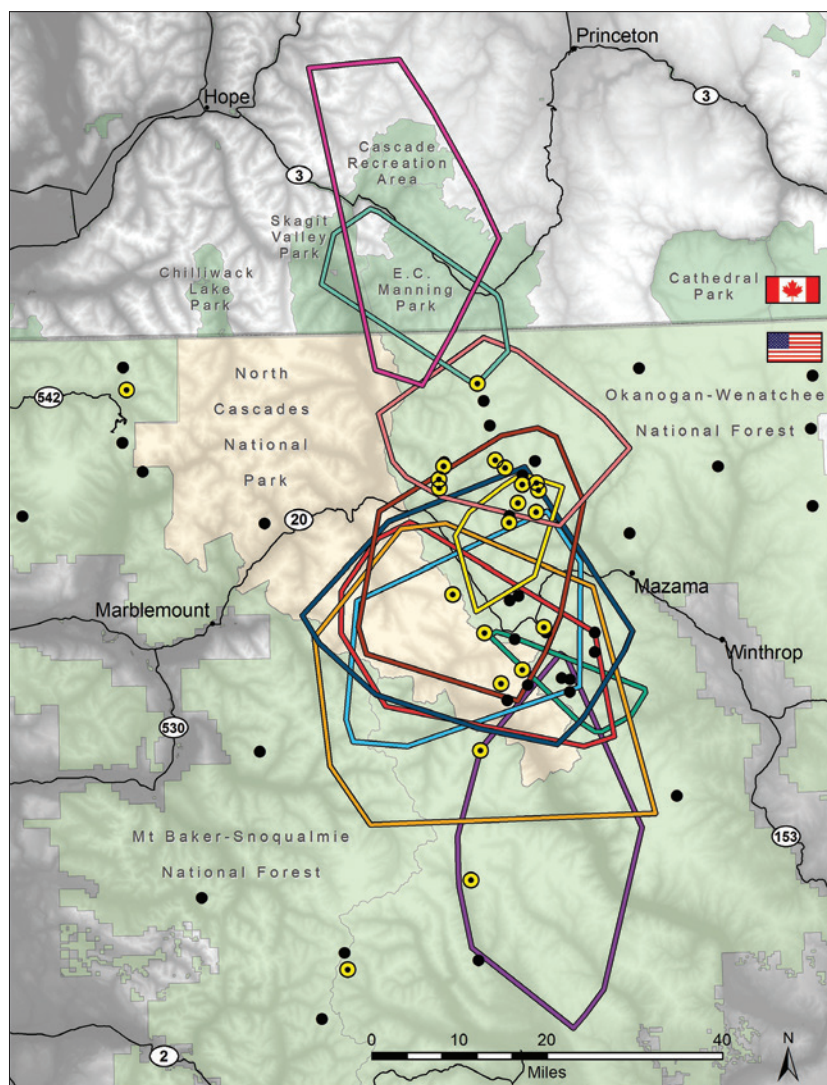 Princeton
Hope
3
Cascade
Recreation
Area
3
Skagit
Valley
Park
Chilliwack
Lake
Park
E.C.
Manning
Park
Cathedral
Park
North
Cascades
National
Park
542
Okanogan-Wenatchee
National Forest
20
Mazama
Marblemount
Winthrop
530
153
Mt Baker-Snoqualmie
National Forest
2
0 10 20 40
Miles
N